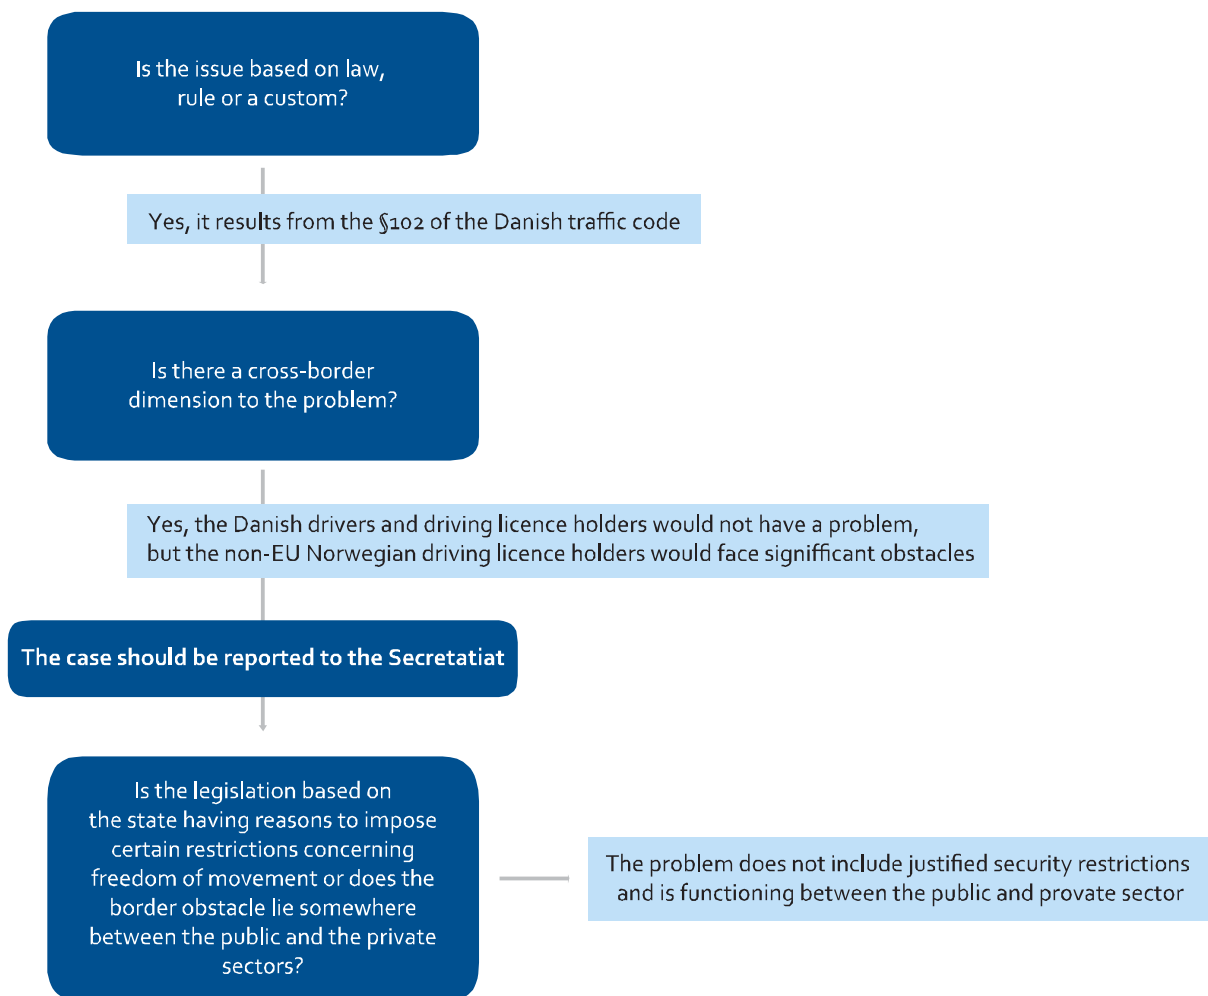 Is the issue based on law,
rule or a custom?
Yes, it results from the §102 of the Danish traffic code
Is there a cross-border
dimension to the problem?
Yes, the Danish drivers and driving licence holders would not have a problem,
but the non-EU Norwegian driving licence holders would face significant obstacles
The case should be reported to the Secretatiat
Is the legislation based on
the state having reasons to impose
certain restrictions concerning
freedom of movement or does the
border obstacle lie somewhere
between the public and the private
sectors?
The problem does not include justified security restrictions
and is functioning between the public and provate sector